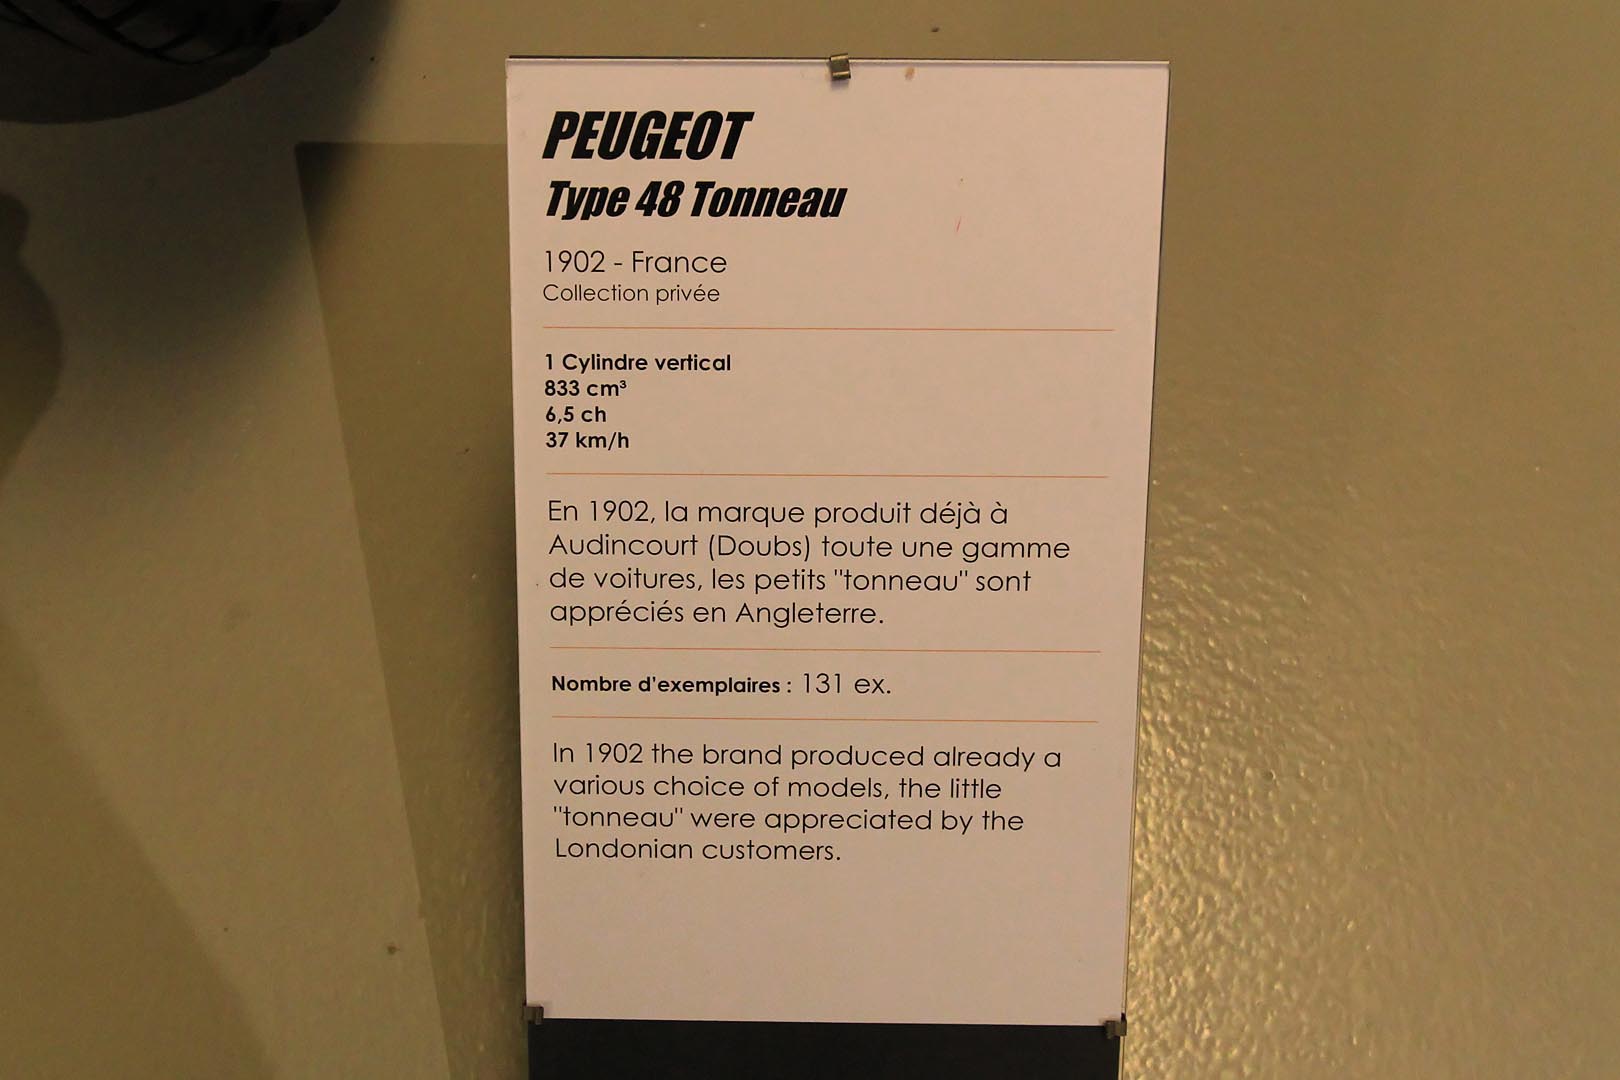 PEUGEOT
Type 48 Tonneau
1902 - France
Collection privée
1 Cylindre vertical
833 cm³
6,5 ch
37 km/h
En 1902, la marque produit déjà à
Audincourt (Doubs) toute une gamme
de voitures, les petits "tonneau" sont
appréciés en Angleterre.
Nombre d'exemplaires : 131 ex.
In 1902 the brand produced already a
various choice of models, the little
"tonneau" were appreciated by the
Londonian customers.